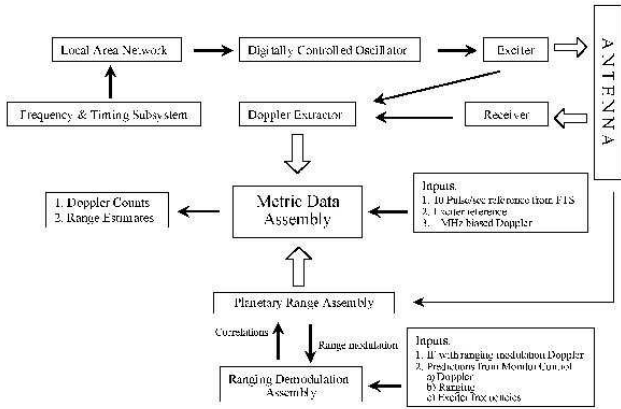 Local Area Network
Digitally Controlled Oscillator
Exciter
ANTENNA
Frequency & Timing Subsystem
Doppler Extractor
Receiver
1. Doppler Counts
2. Range Estimates
Metric Data
Assembly
Inputs.
1. 10 Pulse/sec reference from FTS
2. Exciter reference
3. MHz biased Doppler
Planetary Range Assembly
Correlations
Range modulation
Ranging Demodulation
Assembly
Inputs:
1. IF with ranging modulation Doppler
2. Predictions from Monitor Control
a) Doppler
b) Ranging
c) Exciter frequencies